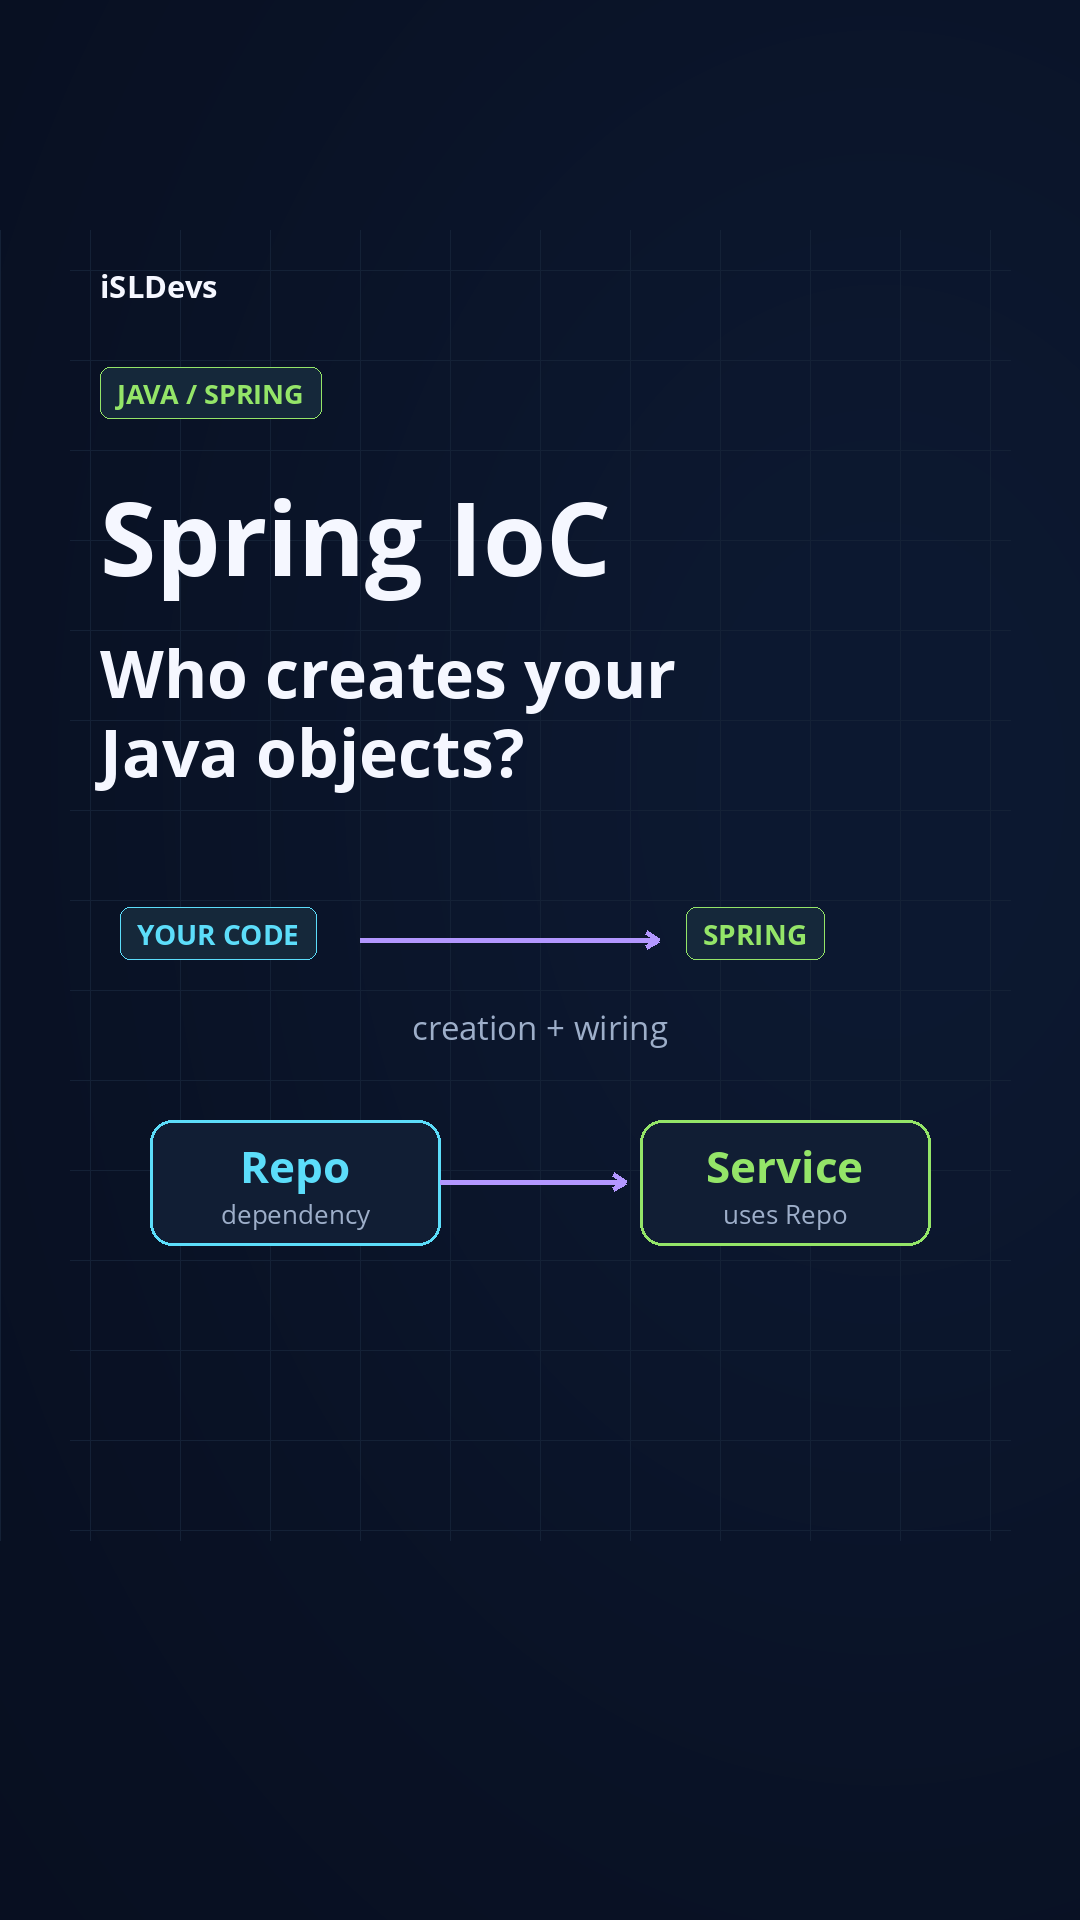 iSLDevs
JAVA / SPRING
Spring IoC
Who creates your
Java objects?
YOUR CODE
SPRING
creation + wiring
Repo
dependency
Service
uses Repo